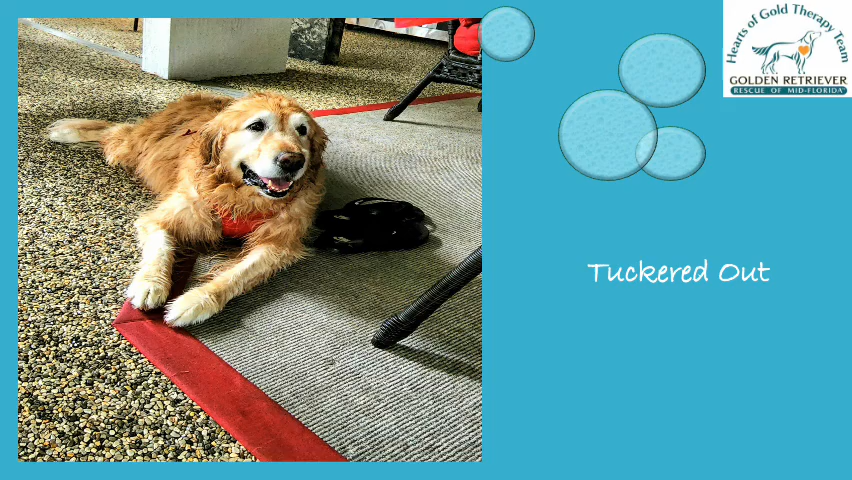 Hearts of Gold Therapy Team
GOLDEN RETRIEVER
RESCUE OF MID-FLORIDA
Tuckered Out